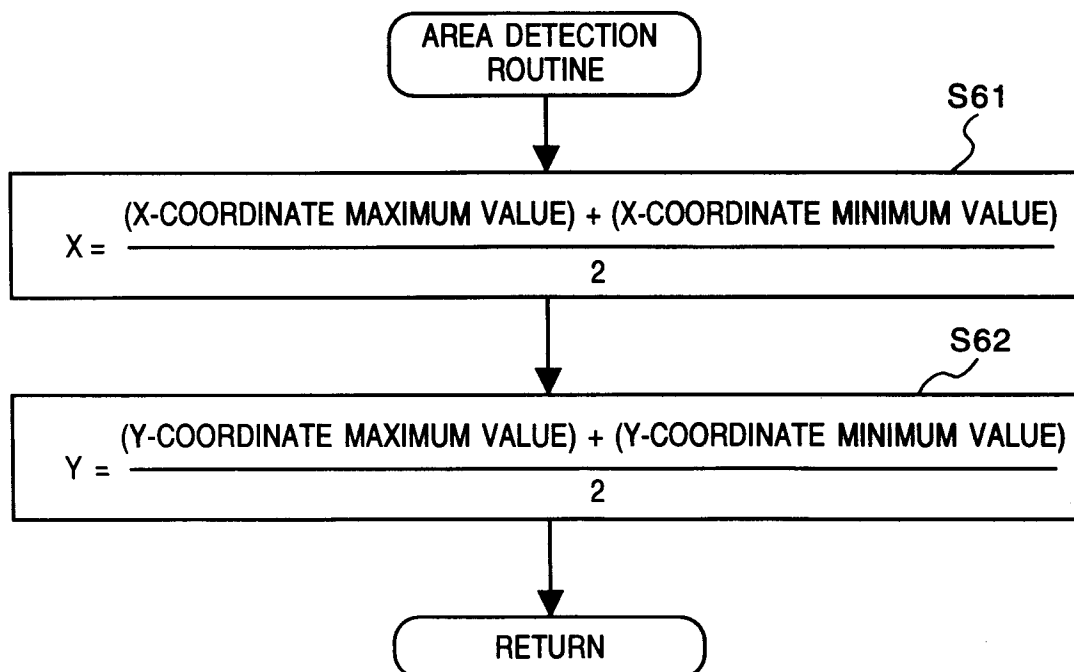 AREA DETECTION
ROUTINE
S61
(X-COORDINATE MAXIMUM VALUE) + (X-COORDINATE MINIMUM VALUE)
X =
2
S62
(Y-COORDINATE MAXIMUM VALUE) + (Y-COORDINATE MINIMUM VALUE)
Y =
2
RETURN